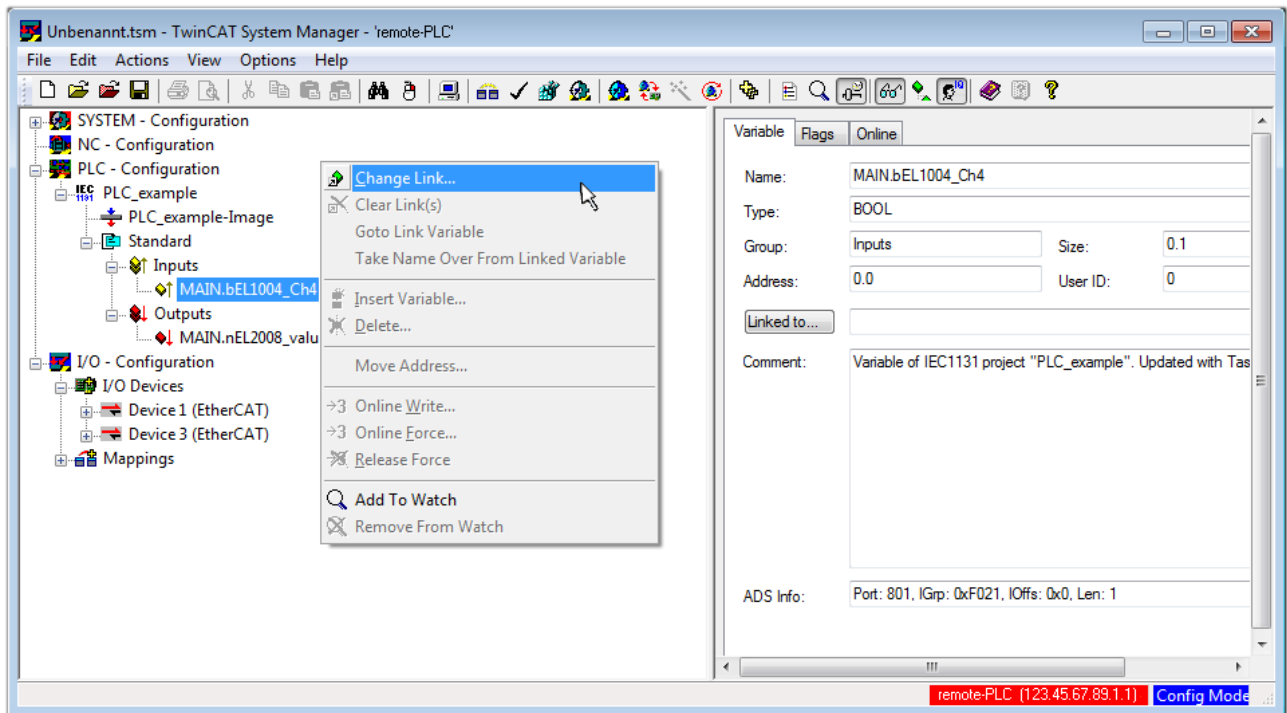 Unbenannt.tsm - TwinCAT System Manager - 'remote-PLC'
File Edit Actions View Options Help
SYSTEM - Configuration
NC - Configuration
PLC - Configuration
IEC
1131
PLC_example
PLC_example-Image
Standard
Inputs
MAIN.bEL1004_Ch4
Outputs
MAIN.nEL2008_valu
I/O - Configuration
I/O Devices
Device 1 (EtherCAT)
Device 3 (EtherCAT)
Mappings
Change Link...
Clear Link(s)
Goto Link Variable
Take Name Over From Linked Variable
Insert Variable...
Delete...
Move Address...
→3 Online Write...
→3 Online Force...
Release Force
Add To Watch
Remove From Watch
Variable Flags Online
Name: MAIN.bEL1004_Ch4
Type: BOOL
Group: Inputs Size: 0.1
Address: 0.0 User ID: 0
Linked to...
Comment: Variable of IEC1131 project "PLC_example". Updated with Tas
ADS Info: Port: 801, IGrp: 0xF021, IOffs: 0x0, Len: 1
remote-PLC (123.45.67.89.1.1) Config Mode